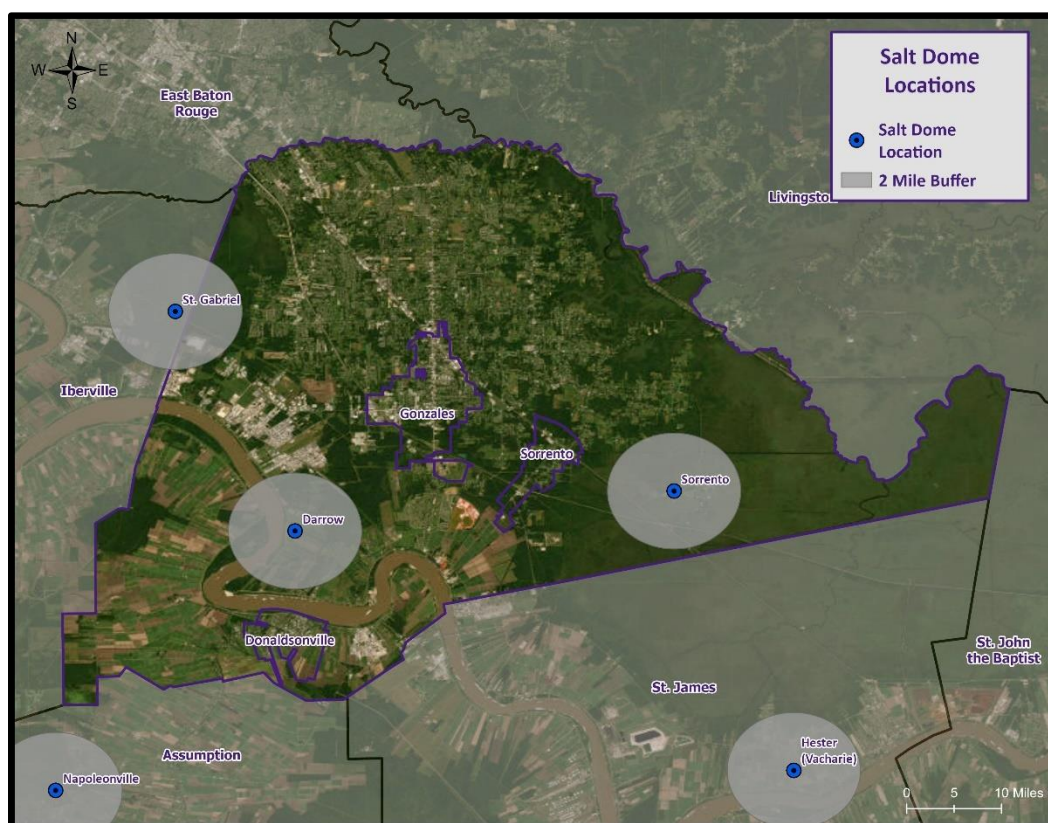 N
W E
S
East Baton
Rouge
Salt Dome
Locations
Salt Dome
Location
2 Mile Buffer
Livingston
St. Gabriel
Iberville
Gonzales
Sorrento
Sorrento
Darrow
Donaldsonville
St. John
the Baptist
St. James
Assumption
Hester
(Vacharie)
Napoleonville
0 5 10 Miles